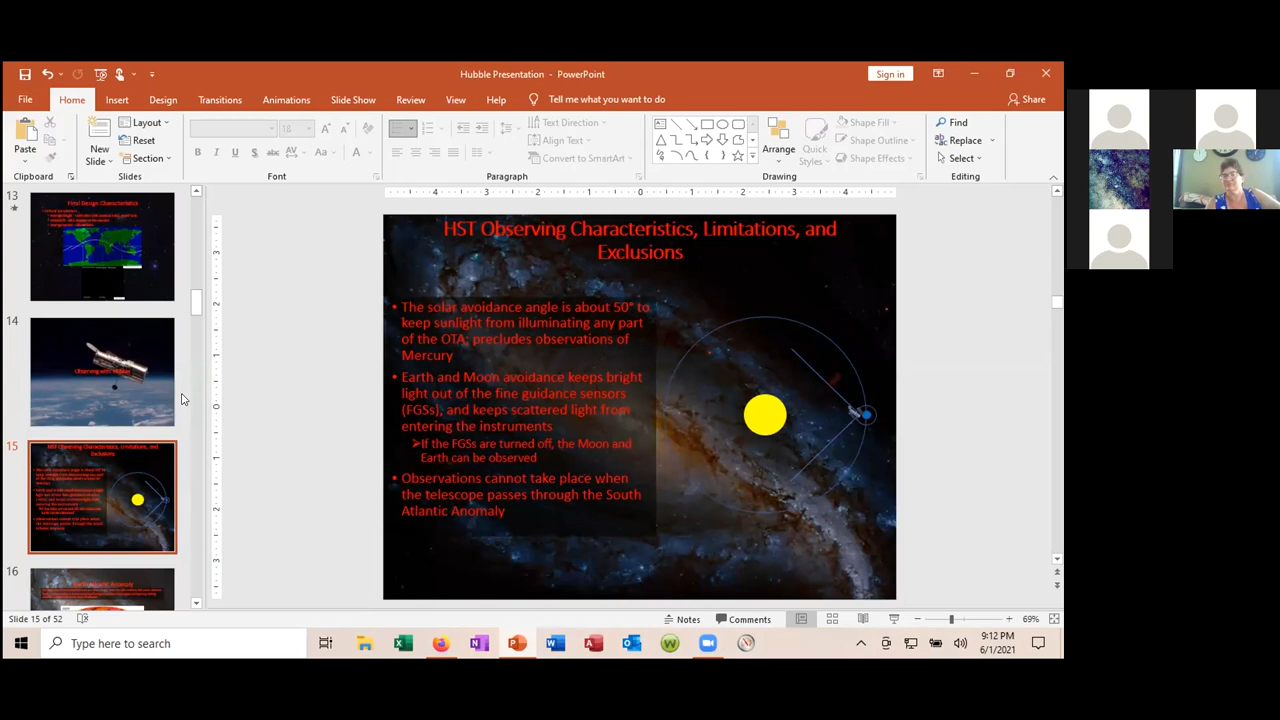 Hubble Presentation - PowerPoint
Sign in
File
Home
Insert
Design
Transitions
Animations
Slide Show
Review
View
Help
Tell me what you want to do
Share
Paste
New
Slide
Layout
Reset
Section
18
Text Direction
Align Text
Convert to SmartArt
Arrange
Quick
Styles
Shape Fill
Shape Outline
Shape Effects
Find
Replace
Select
Clipboard
Slides
Font
Paragraph
Drawing
Editing
13
14
15
HST Observing Characteristics, Limitations, and
Exclusions
16
HST Observing Characteristics, Limitations, and
Exclusions
• The solar avoidance angle is about 50° to
keep sunlight from illuminating any part
of the OTA; precludes observations of
Mercury
• Earth and Moon avoidance keeps bright
light out of the fine guidance sensors
(FGSs), and keeps scattered light from
entering the instruments
➢If the FGSs are turned off, the Moon and
Earth can be observed
• Observations cannot take place when
the telescope passes through the South
Atlantic Anomaly
Slide 15 of 52
Notes
Comments
69%
Type here to search
9:12 PM
6/1/2021